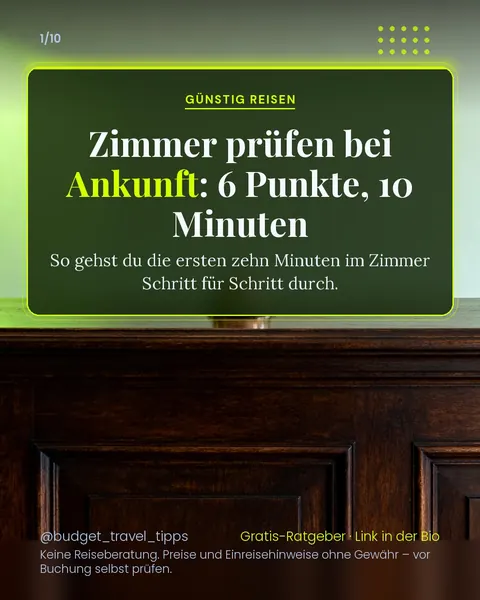 1/10
GÜNSTIG REISEN
Zimmer prüfen bei
Ankunft: 6 Punkte, 10
Minuten
So gehst du die ersten zehn Minuten im Zimmer
Schritt für Schritt durch.
@budget_travel_tipps
Gratis-Ratgeber · Link in der Bio
Keine Reiseberatung. Preise und Einreisehinweise ohne Gewähr – vor
Buchung selbst prüfen.